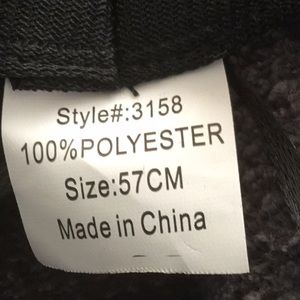 Style#:3158
100%POLYESTER
Size:57CM
Made in China